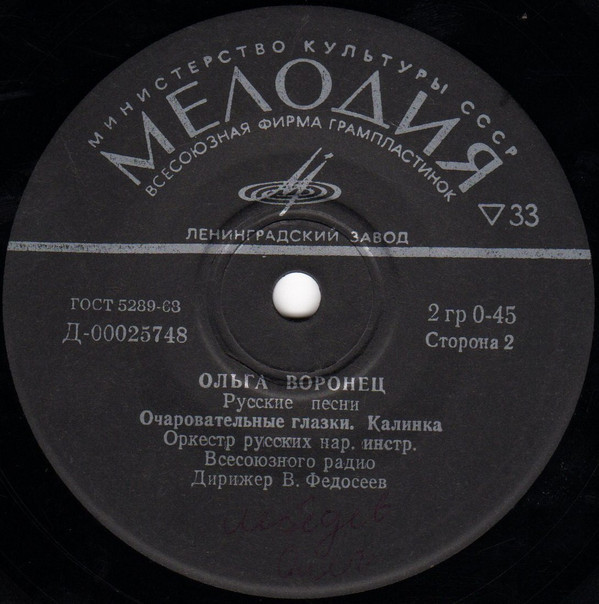 МИНИСТЕРСТВО КУЛЬТУРЫ СССР
МЕЛОДИЯ
ВСЕСОЮЗНАЯ ФИРМА ГРАМПЛАСТИНОК
▽33
ЛЕНИНГРАДСКИЙ ЗАВОД
ГОСТ 5289-63
Д-00025748
2 гр 0-45
Сторона 2
ОЛЬГА ВОРОНЕЦ
Русские песни
Очаровательные глазки. Калинка
Оркестр русских нар. инстр.
Всесоюзного радио
Дирижер В. Федосеев